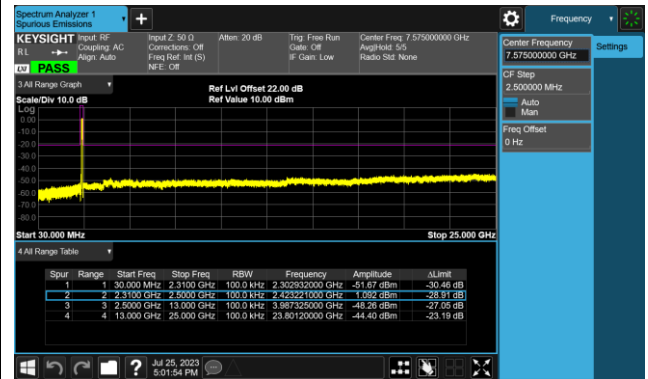 Spectrum Analyzer 1
Spurious Emissions
Frequency
KEYSIGHT
Input: RF
Input Z: 50 Ω
Atten: 20 dB
Trig: Free Run
Center Freq: 7.575000000 GHz
RL
Coupling: AC
Corrections: Off
Gate: Off
Avg|Hold: 5/5
Align: Auto
Freq Ref: Int (S)
IF Gain: Low
Radio Std: None
NFE: Off
PASS
Center Frequency
7.575000000 GHz
Settings
CF Step
2.500000 MHz
Auto
Man
Freq Offset
0 Hz
3 All Range Graph
Ref Lvl Offset 22.00 dB
Scale/Div 10.0 dB
Ref Value 10.00 dBm
Log
0.00
-10.0
-20.0
-30.0
-40.0
-50.0
-60.0
-70.0
-80.0
Start 30.000 MHz
Stop 25.000 GHz
4 All Range Table
Spur Range Start Freq Stop Freq RBW Frequency Amplitude ΔLimit
1 1 30.000 MHz 2.3100 GHz 100.0 kHz 2.302932000 GHz -51.67 dBm -30.46 dB
2 2 2.3100 GHz 2.5000 GHz 100.0 kHz 2.423221000 GHz 1.092 dBm -28.91 dB
3 3 2.5000 GHz 13.000 GHz 100.0 kHz 3.987325000 GHz -48.26 dBm -27.05 dB
4 4 13.000 GHz 25.000 GHz 100.0 kHz 23.80120000 GHz -44.40 dBm -23.19 dB
?
Jul 25, 2023
5:01:54 PM